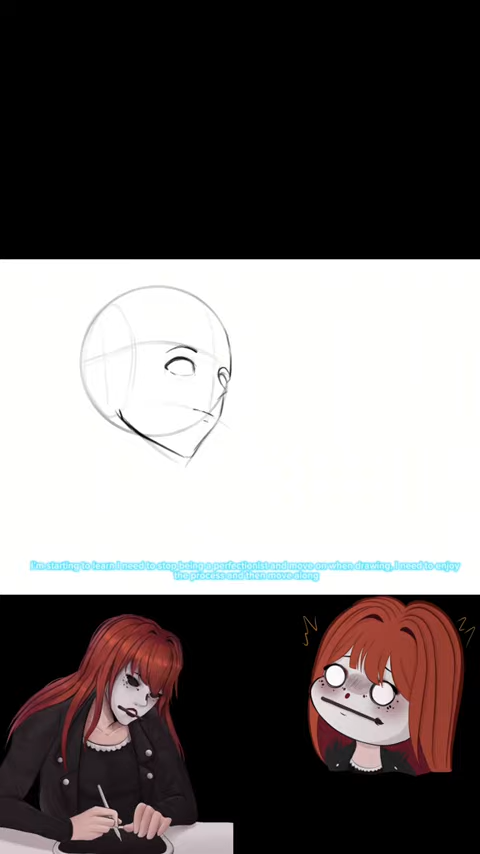 I'm starting to learn I need to stop being a perfectionist and move on when drawing, I need to enjoy
the process and then move along